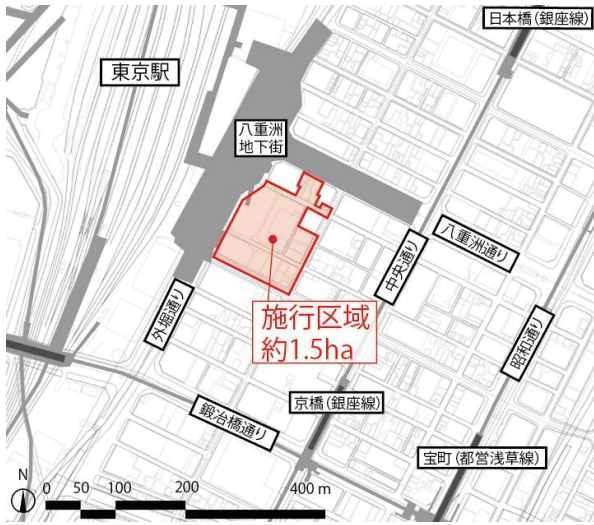 日本橋(銀座線)
東京駅
八重洲
地下街
八重洲通り
中央通り
昭和通り
外堀通り
施行区域
約1.5ha
京橋(銀座線)
鍛冶橋通り
宝町(都営浅草線)
N
0 50 100 200 400 m